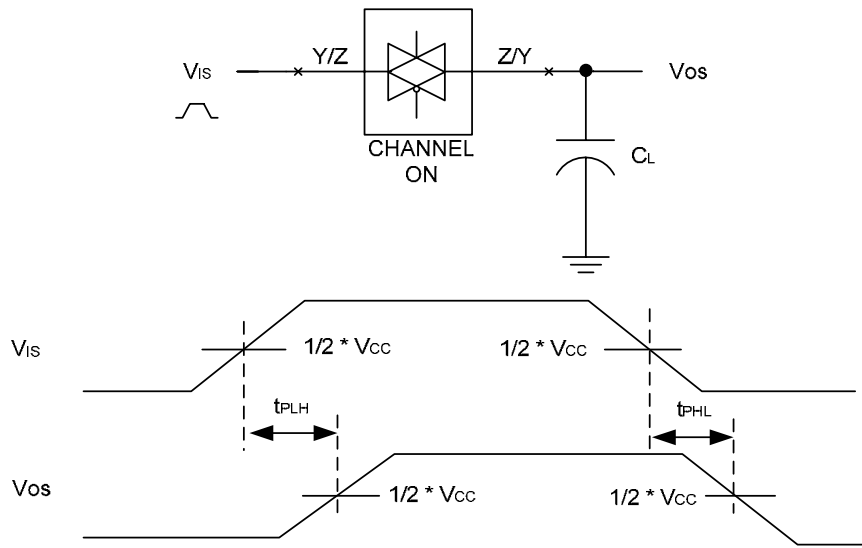 VIS Y/Z Z/Y VOS
CHANNEL
ON
CL
VIS 1/2 * VCC 1/2 * VCC
tPLH tPHL
VOS 1/2 * VCC 1/2 * VCC